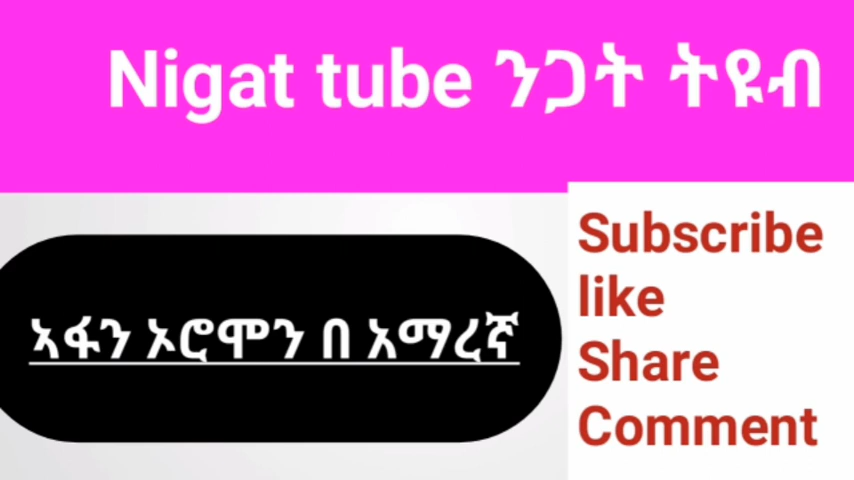 Nigat tube ንጋት ትዩብ
ኣፋን ኦሮሞን በ አማረኛ
Subscribe
like
Share
Comment